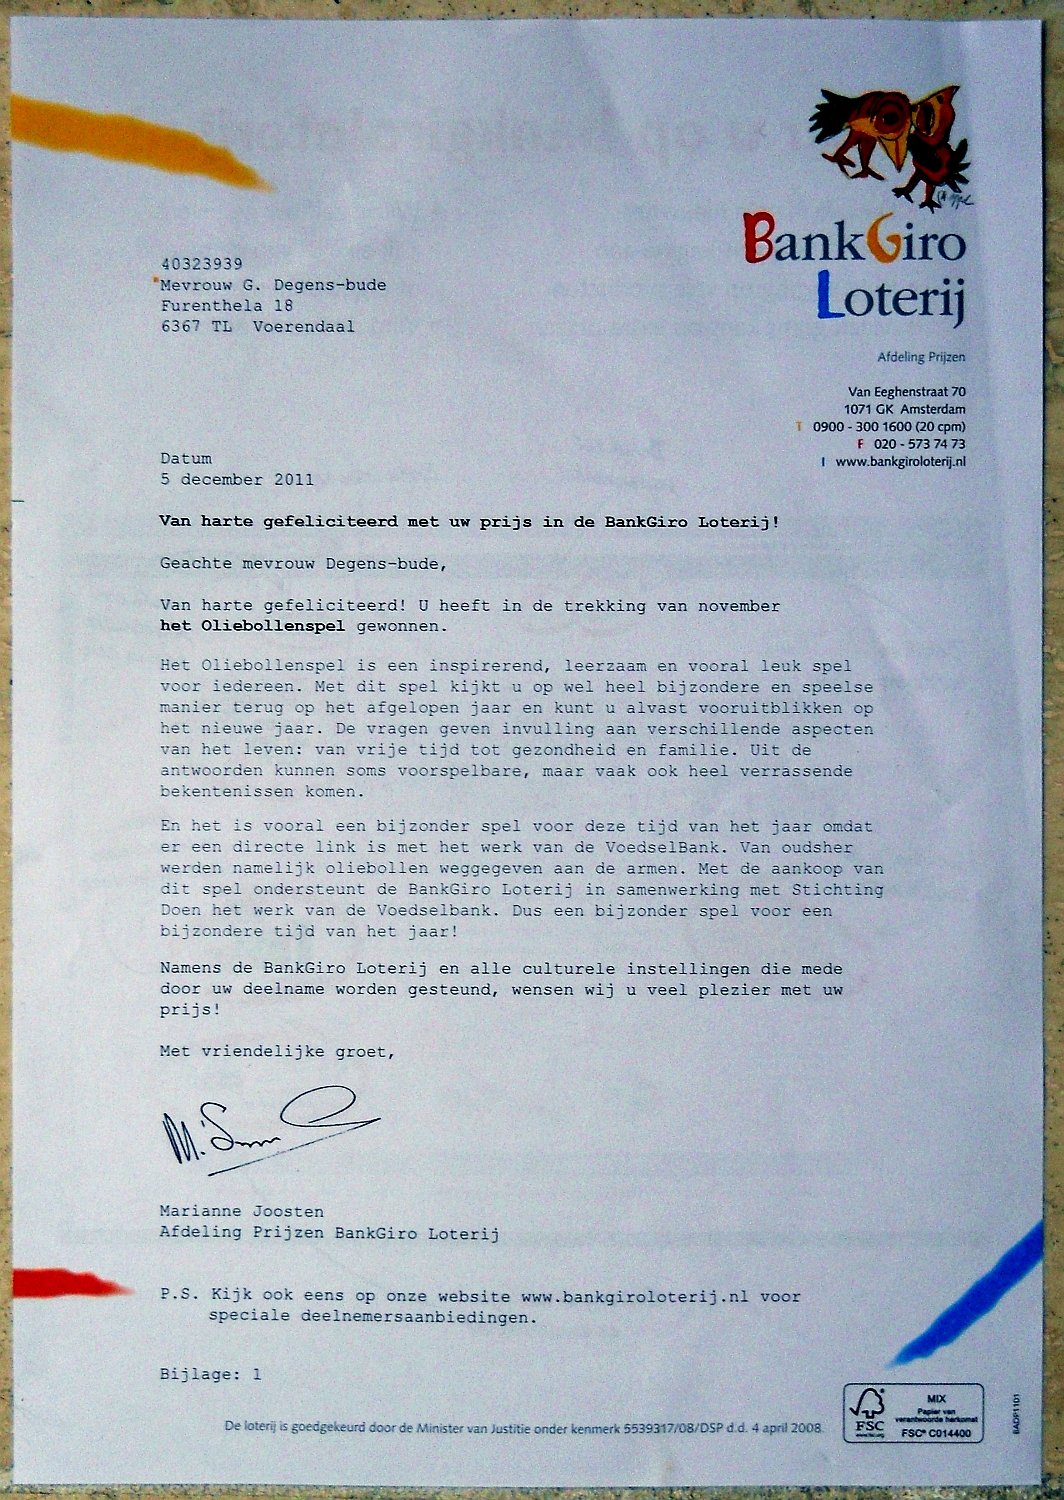 BankGiro
Loterij
Afdeling Prijzen
Van Eeghenstraat 70
1071 GK Amsterdam
T 0900 - 300 1600 (20 cpm)
F 020 - 573 74 73
I www.bankgiroloterij.nl
40323939
Mevrouw G. Degens-bude
Furenthela 18
6367 TL Voerendaal
Datum
5 december 2011
Van harte gefeliciteerd met uw prijs in de BankGiro Loterij!
Geachte mevrouw Degens-bude,
Van harte gefeliciteerd! U heeft in de trekking van november
het Oliebollenspel gewonnen.
Het Oliebollenspel is een inspirerend, leerzaam en vooral leuk spel
voor iedereen. Met dit spel kijkt u op wel heel bijzondere en speelse
manier terug op het afgelopen jaar en kunt u alvast vooruitblikken op
het nieuwe jaar. De vragen geven invulling aan verschillende aspecten
van het leven: van vrije tijd tot gezondheid en familie. Uit de
antwoorden kunnen soms voorspelbare, maar vaak ook heel verrassende
bekentenissen komen.
En het is vooral een bijzonder spel voor deze tijd van het jaar omdat
er een directe link is met het werk van de VoedselBank. Van oudsher
werden namelijk oliebollen weggegeven aan de armen. Met de aankoop van
dit spel ondersteunt de BankGiro Loterij in samenwerking met Stichting
Doen het werk van de Voedselbank. Dus een bijzonder spel voor een
bijzondere tijd van het jaar!
Namens de BankGiro Loterij en alle culturele instellingen die mede
door uw deelname worden gesteund, wensen wij u veel plezier met uw
prijs!
Met vriendelijke groet,
Marianne Joosten
Afdeling Prijzen BankGiro Loterij
P.S. Kijk ook eens op onze website www.bankgiroloterij.nl voor
speciale deelnemersaanbiedingen.
Bijlage: 1
De loterij is goedgekeurd door de Minister van Justitie onder kenmerk 5539317/08/DSP d.d. 4 april 2008.
FSC
www.fsc.org
MIX
Papier van
verantwoorde herkomst
FSC® C014400